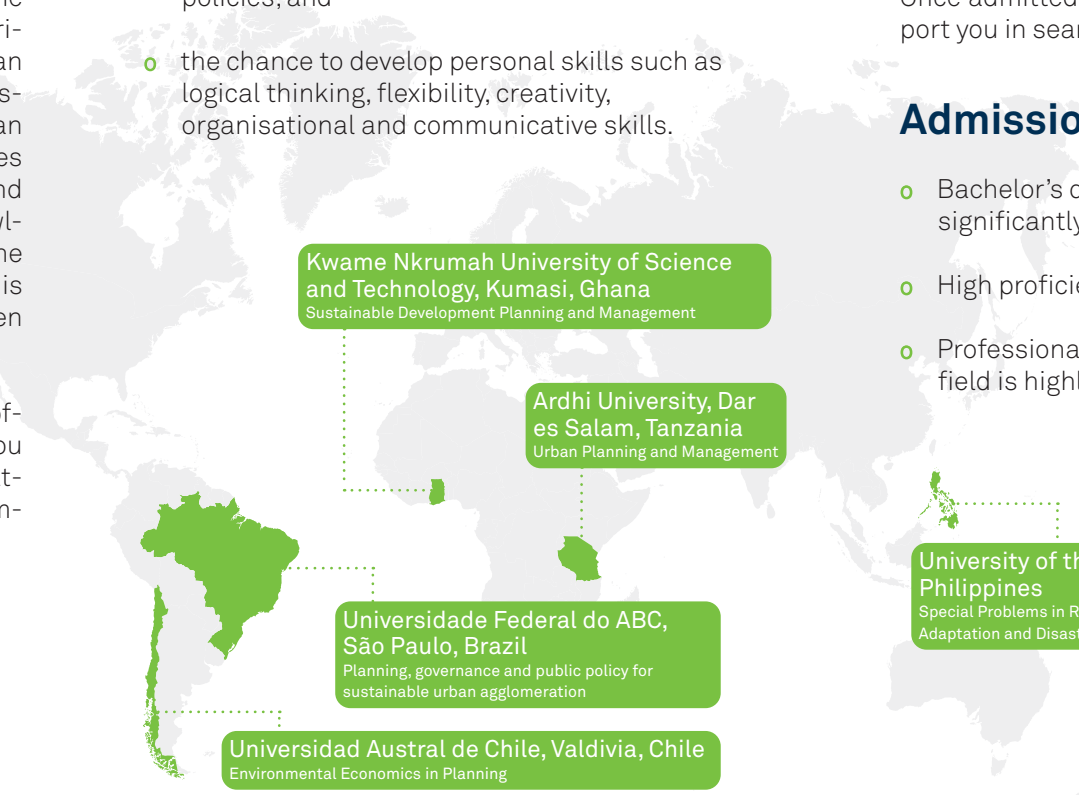 policies, and
o the chance to develop personal skills such as
logical thinking, flexibility, creativity,
organisational and communicative skills.
Kwame Nkrumah University of Science
and Technology, Kumasi, Ghana
Sustainable Development Planning and Management
Ardhi University, Dar
es Salam, Tanzania
Urban Planning and Management
Universidade Federal do ABC,
São Paulo, Brazil
Planning, governance and public policy for
sustainable urban agglomeration
Universidad Austral de Chile, Valdivia, Chile
Environmental Economics in Planning
Once admitted
port you in sear
Admissio
o Bachelor's
significantly
o High proficie
o Professiona
field is highl
University of th
Philippines
Special Problems in R
Adaptation and Disast